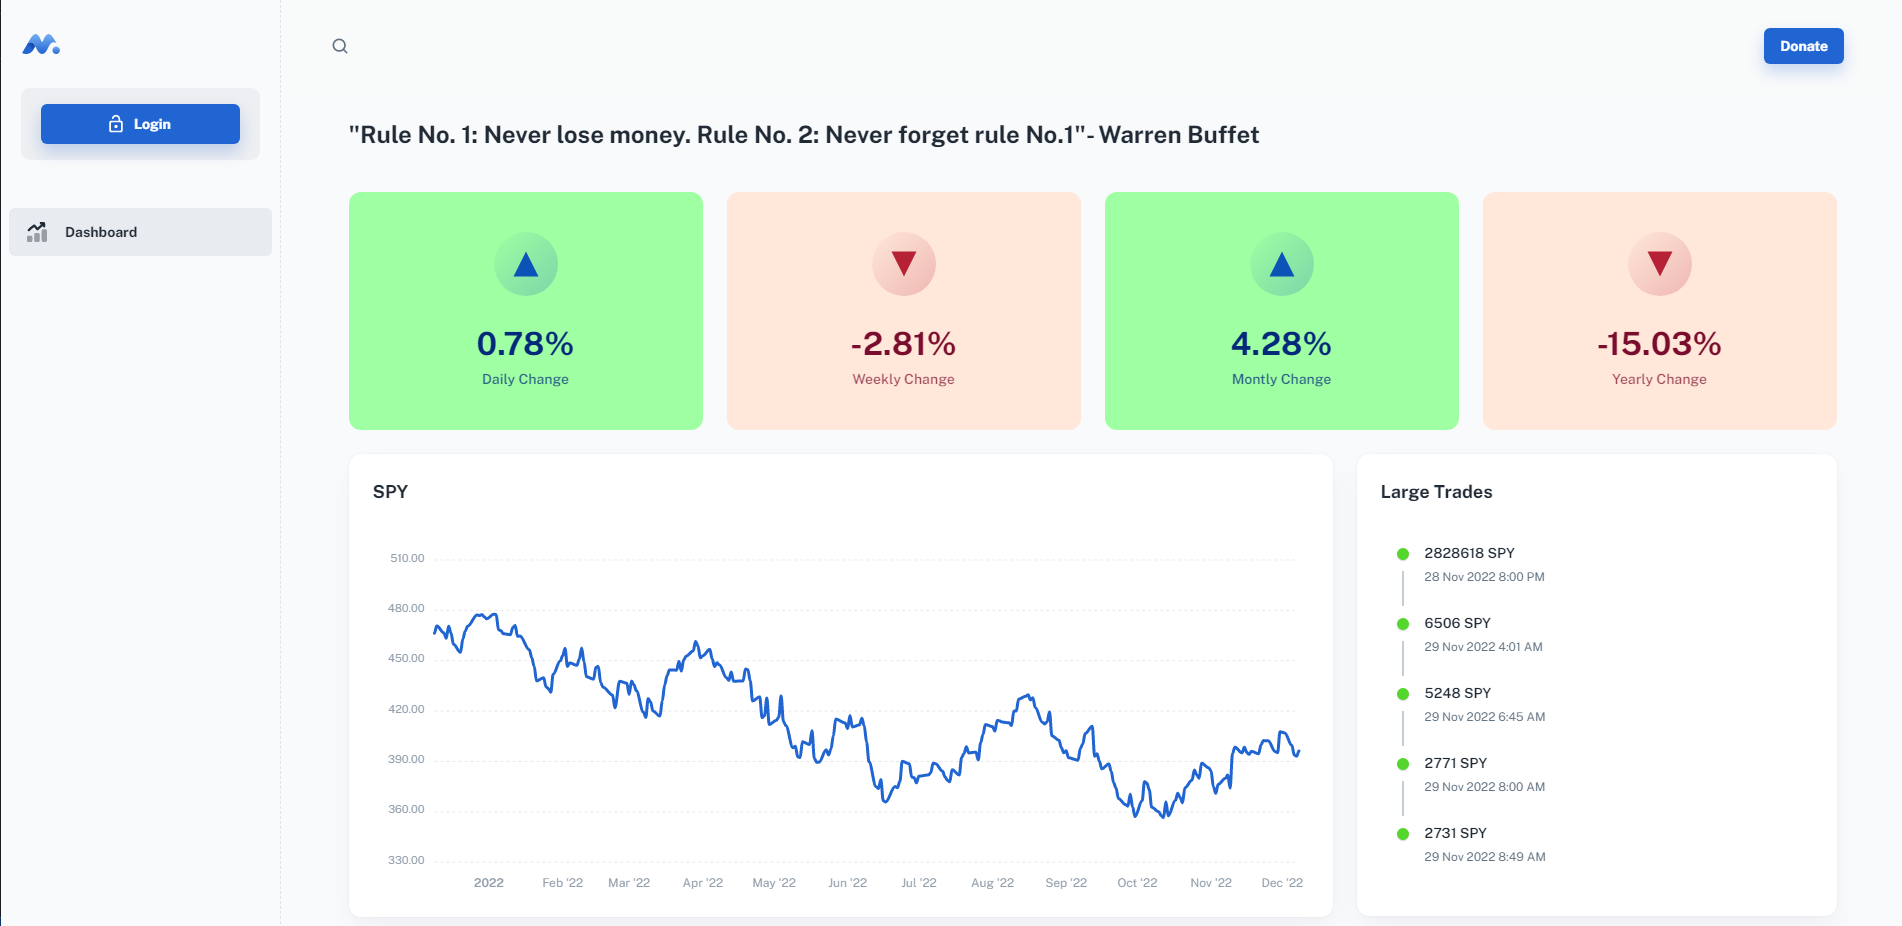 Donate
Login
Dashboard
"Rule No. 1: Never lose money. Rule No. 2: Never forget rule No.1"- Warren Buffet
0.78%
Daily Change
-2.81%
Weekly Change
4.28%
Montly Change
-15.03%
Yearly Change
SPY
510.00
480.00
450.00
420.00
390.00
360.00
330.00
2022 Feb '22 Mar '22 Apr '22 May '22 Jun '22 Jul '22 Aug '22 Sep '22 Oct '22 Nov '22 Dec '22
Large Trades
2828618 SPY
28 Nov 2022 8:00 PM
6506 SPY
29 Nov 2022 4:01 AM
5248 SPY
29 Nov 2022 6:45 AM
2771 SPY
29 Nov 2022 8:00 AM
2731 SPY
29 Nov 2022 8:49 AM